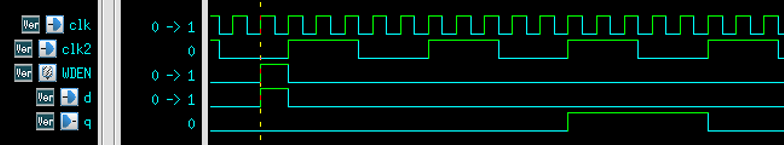 Ver clk 0 -> 1
Ver clk2 0
Ver WDEN 0 -> 1
Ver d 0 -> 1
Ver q 0